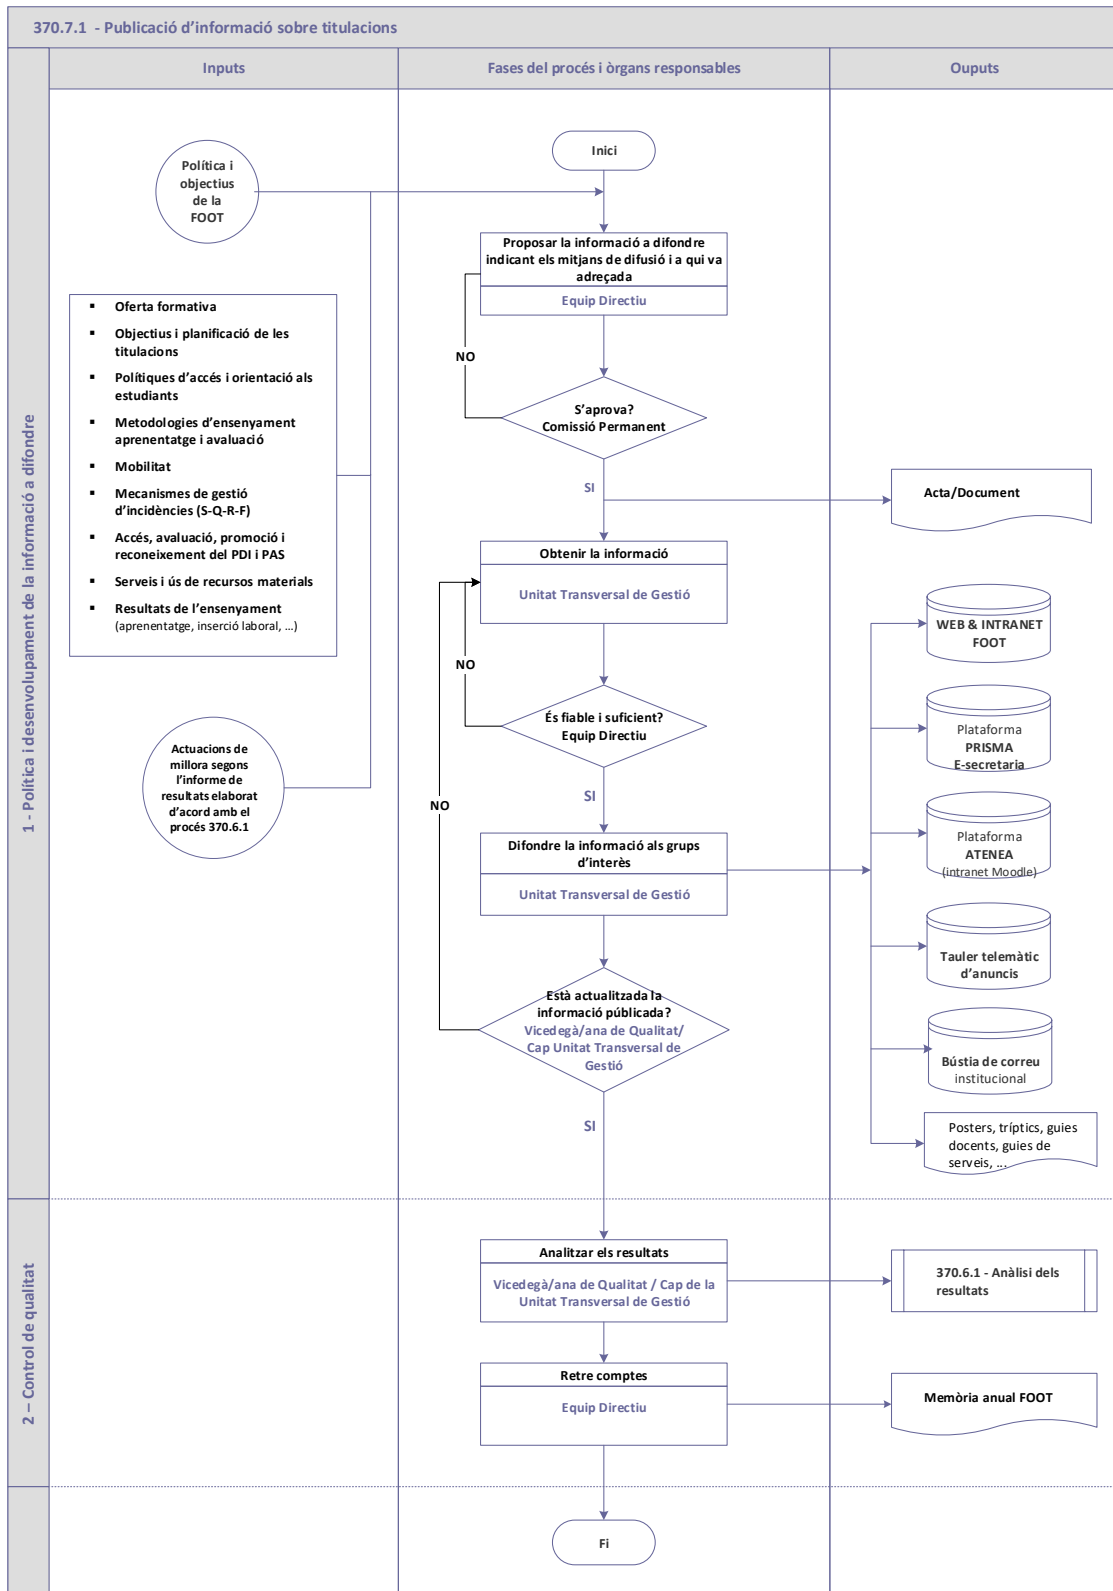 370.7.1 - Publicació d'informació sobre titulacions
Inputs
Fases del procés i òrgans responsables
Ouputs
1 - Política i desenvolupament de la informació a difondre
Política i
objectius
de la
FOOT
▪ Oferta formativa
▪ Objectius i planificació de les
titulacions
▪ Polítiques d'accés i orientació als
estudiants
▪ Metodologies d'ensenyament
aprenentatge i avaluació
▪ Mobilitat
▪ Mecanismes de gestió
d'incidències (S-Q-R-F)
▪ Accés, avaluació, promoció i
reconeixement del PDI i PAS
▪ Serveis i ús de recursos materials
▪ Resultats de l'ensenyament
(aprenentatge, inserció laboral, ...)
Actuacions de
millora segons
l'informe de
resultats elaborat
d'acord amb el
procés 370.6.1
Inici
Proposar la informació a difondre
indicant els mitjans de difusió i a qui va
adreçada
Equip Directiu
NO
S'aprova?
Comissió Permanent
SI
Acta/Document
Obtenir la informació
Unitat Transversal de Gestió
NO
És fiable i suficient?
Equip Directiu
SI
NO
Difondre la informació als grups
d'interès
Unitat Transversal de Gestió
Està actualitzada la
informació públicada?
Vicedegà/ana de Qualitat/
Cap Unitat Transversal de
Gestió
SI
WEB & INTRANET
FOOT
Plataforma
PRISMA
E-secretaria
Plataforma
ATENEA
(intranet Moodle)
Tauler telemàtic
d'anuncis
Bústia de correu
institucional
Posters, tríptics, guies
docents, guies de
serveis, ...
2 – Control de qualitat
Analitzar els resultats
Vicedegà/ana de Qualitat / Cap de la
Unitat Transversal de Gestió
370.6.1 - Anàlisi dels
resultats
Retre comptes
Equip Directiu
Memòria anual FOOT
Fi